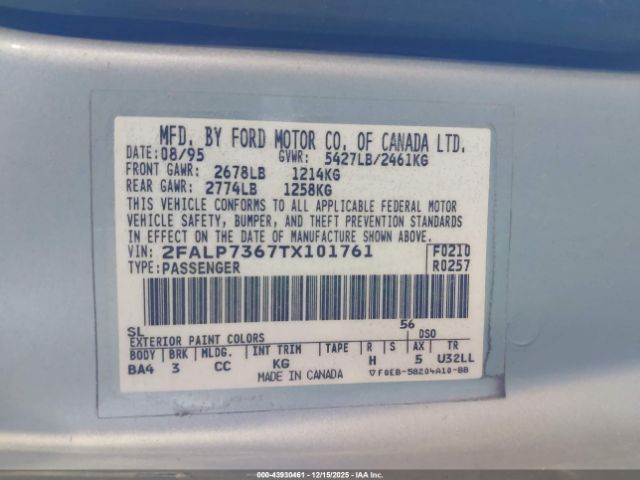 MFD. BY FORD MOTOR CO. OF CANADA LTD.
DATE: 08/95 GVWR: 5427LB/2461KG
FRONT GAWR: 2678LB 1214KG
REAR GAWR: 2774LB 1258KG
THIS VEHICLE CONFORMS TO ALL APPLICABLE FEDERAL MOTOR
VEHICLE SAFETY, BUMPER, AND THEFT PREVENTION STANDARDS
IN EFFECT ON THE DATE OF MANUFACTURE SHOWN ABOVE.
VIN: 2FALP7367TX101761 F0210
TYPE: PASSENGER R0257
SL 56
EXTERIOR PAINT COLORS DSO
BODY BRK MLDG. INT TRIM TAPE R S AX TR
BA4 3 CC KG H 5 U32LL
MADE IN CANADA ▽F0EB-58204A10-BB
000-43930461 - 12/15/2025 - IAAI.COM